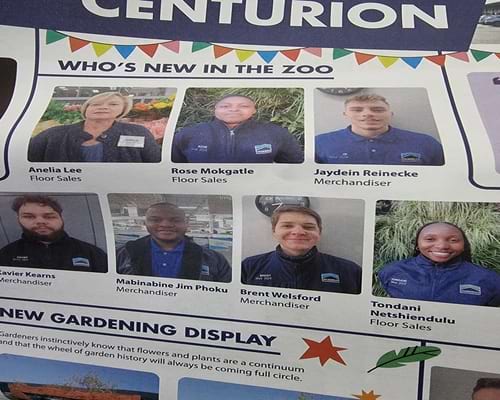 CENTURION
WHO'S NEW IN THE ZOO
Anelia Lee
Floor Sales
Rose Mokgatle
Floor Sales
Jaydein Reinecke
Merchandiser
Xavier Kearns
Merchandiser
Mabinabine Jim Phoku
Merchandiser
Brent Welsford
Merchandiser
Tondani
Netshiendulu
Floor Sales
NEW GARDENING DISPLAY
Gardeners instinctively know that flowers and plants are a continuum
and that the wheel of garden history will always be coming full circle.